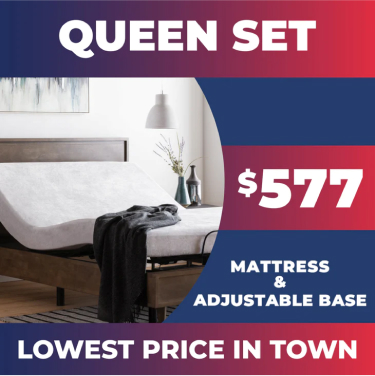 QUEEN SET
$577
MATTRESS
&
ADJUSTABLE BASE
LOWEST PRICE IN TOWN